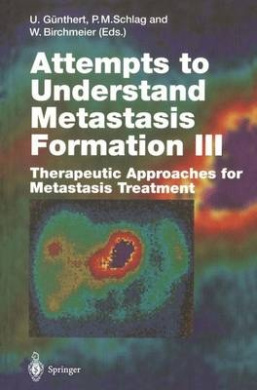 U. Günthert, P.M.Schlag and
W. Birchmeier (Eds.)
Attempts to
Understand
Metastasis
Formation III
Therapeutic Approaches for
Metastasis Treatment
Springer